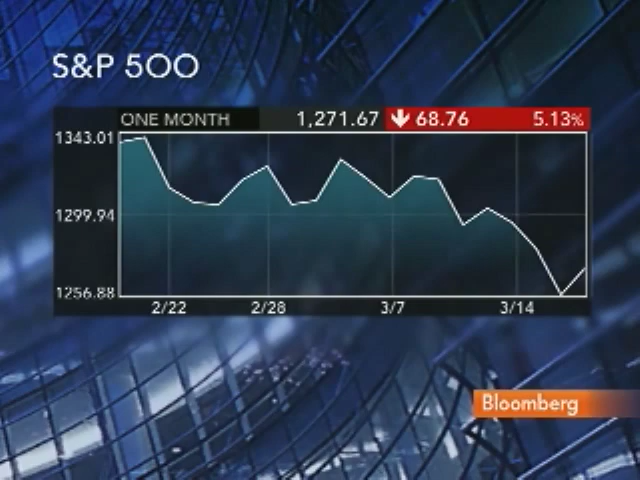 S&P 500
ONE MONTH 1,271.67 68.76 5.13%
1343.01
1299.94
1256.88
2/22 2/28 3/7 3/14
Bloomberg